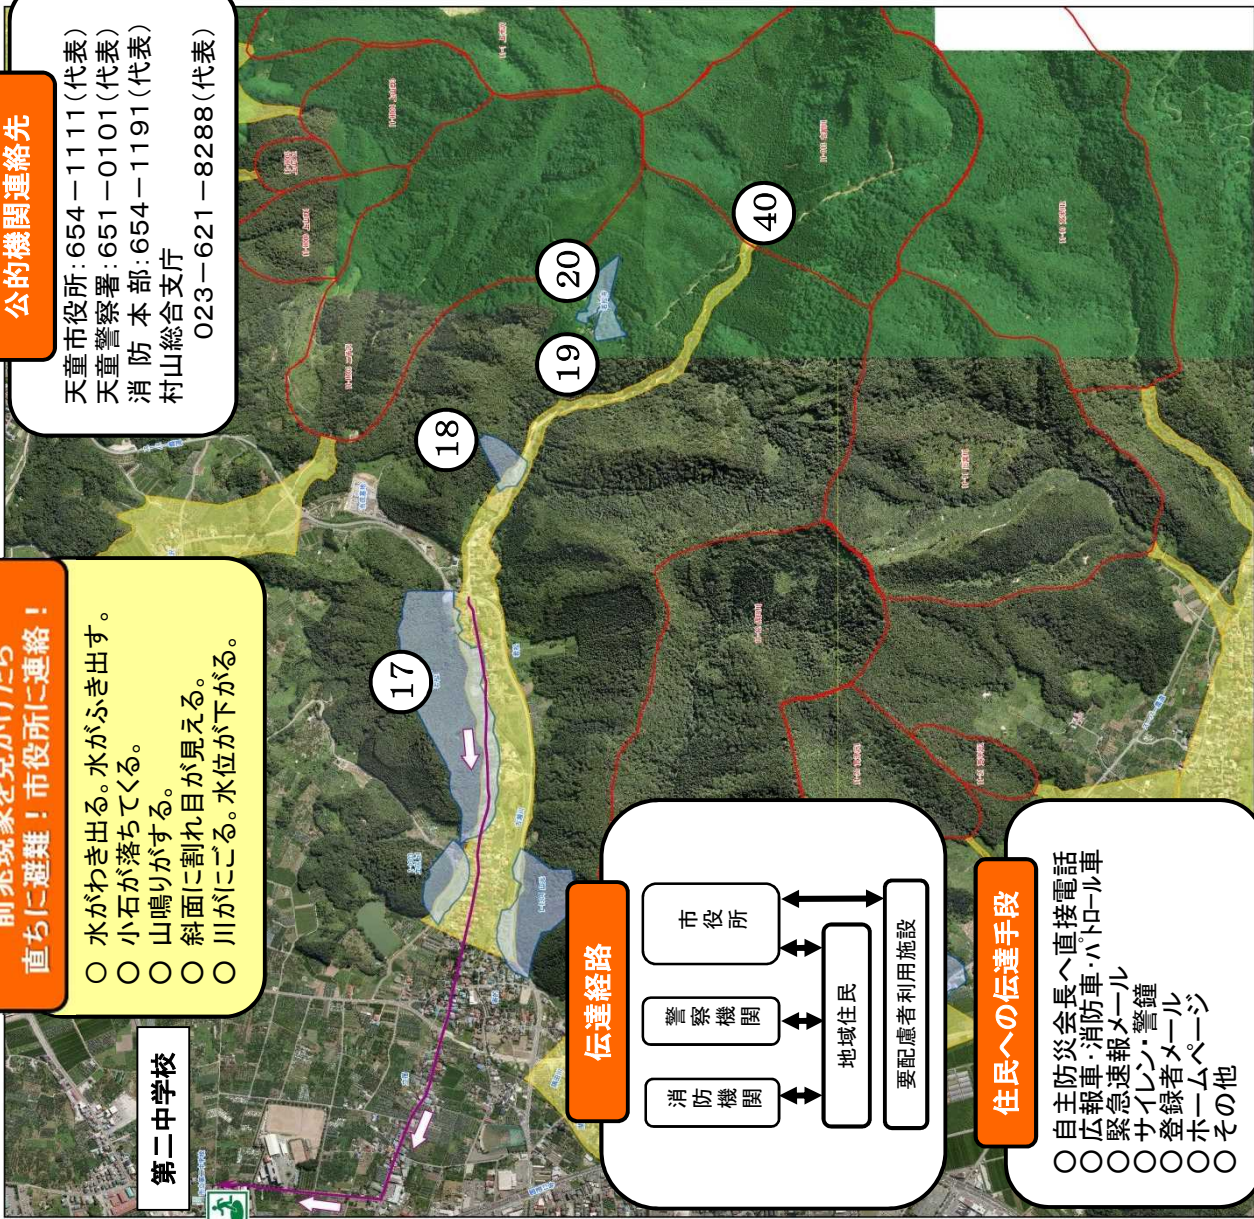 公的機関連絡先
天童市役所:654－1111(代表)
天童警察署:651－0101(代表)
消 防 本 部:654－1191(代表)
村山総合支庁
023－621－8288(代表)
前兆現象を見かけたら
直ちに避難！市役所に連絡！
○ 水がわき出る。水がふき出す。
○ 小石が落ちてくる。
○ 山鳴りがする。
○ 斜面に割れ目が見える。
○ 川がにごる。水位が下がる。
第二中学校
17
18
19
20
40
伝達経路
消防機関
警察機関
市役所
地域住民
要配慮者利用施設
住民への伝達手段
○自主防災会長へ直接電話
○広報車・消防車・パトロール車
○緊急速報メール
○サイレン・警鐘
○登録者メール
○ホームページ
○その他